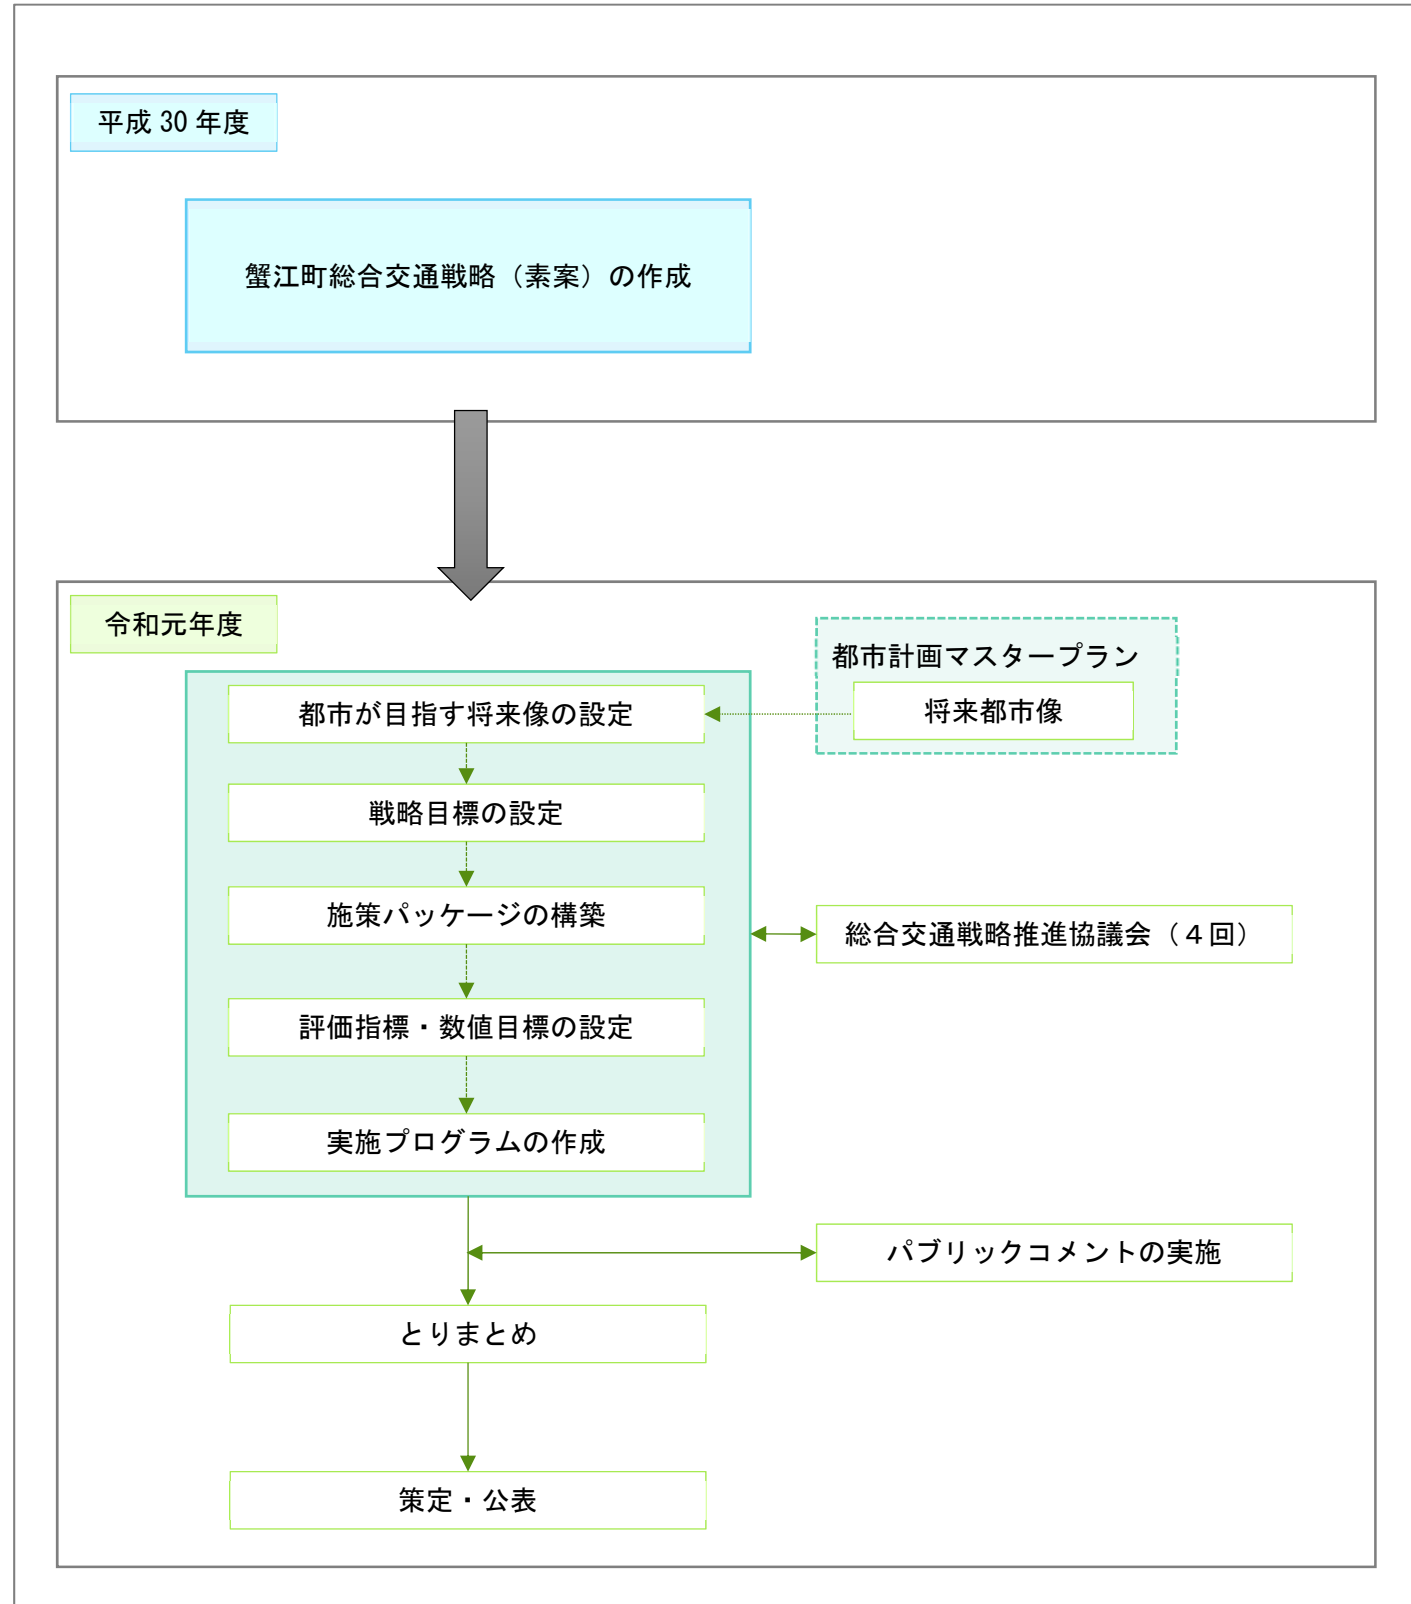 平成 30 年度
蟹江町総合交通戦略（素案）の作成
令和元年度
都市計画マスタープラン
将来都市像
都市が目指す将来像の設定
戦略目標の設定
施策パッケージの構築
総合交通戦略推進協議会（４回）
評価指標・数値目標の設定
実施プログラムの作成
パブリックコメントの実施
とりまとめ
策定・公表